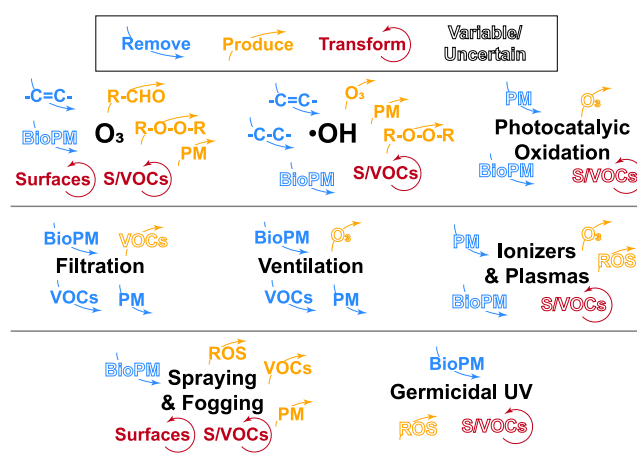 Remove Produce Transform Variable/
Uncertain
-C=C- R-CHO
BioPM O₃ R-O-O-R
PM
Surfaces S/VOCs
-C=C- O₃
PM
-C-C- •OH R-O-O-R
BioPM S/VOCs
PM O₃
Photocatalyic
Oxidation
BioPM S/VOCs
BioPM VOCs
Filtration
VOCs PM
BioPM O₃
Ventilation
VOCs PM
PM O₃
Ionizers ROS
& Plasmas
BioPM S/VOCs
ROS
BioPM VOCs
Spraying
& Fogging PM
Surfaces S/VOCs
BioPM
Germicidal UV
ROS S/VOCs